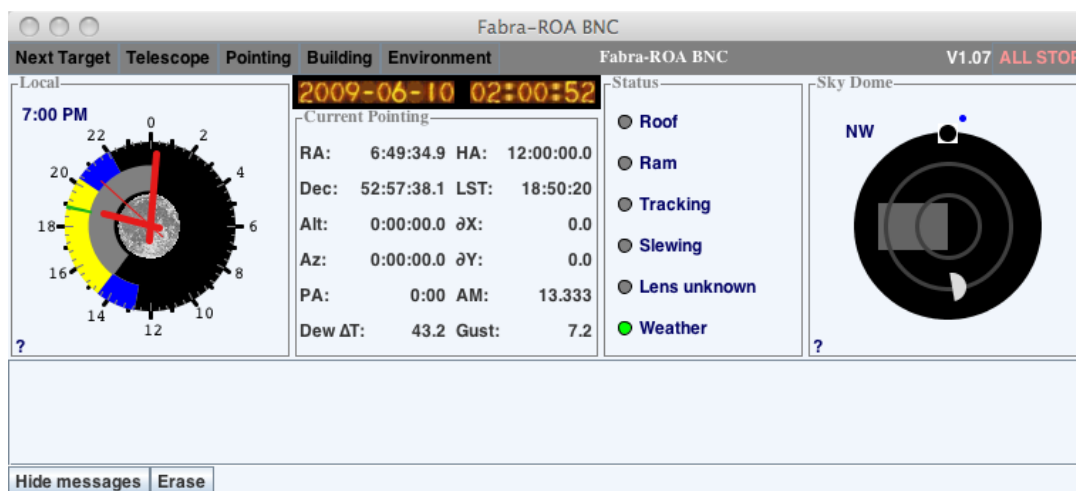 Fabra-ROA BNC
Next Target Telescope Pointing Building Environment Fabra-ROA BNC V1.07 ALL STOP
Local
7:00 PM
0
2
4
6
8
10
12
14
16
18
20
22
?
2009-06-10 02:00:52
Current Pointing
RA: 6:49:34.9 HA: 12:00:00.0
Dec: 52:57:38.1 LST: 18:50:20
Alt: 0:00:00.0 ∂X: 0.0
Az: 0:00:00.0 ∂Y: 0.0
PA: 0:00 AM: 13.333
Dew ΔT: 43.2 Gust: 7.2
Status
Roof
Ram
Tracking
Slewing
Lens unknown
Weather
Sky Dome
NW
?
Hide messages Erase